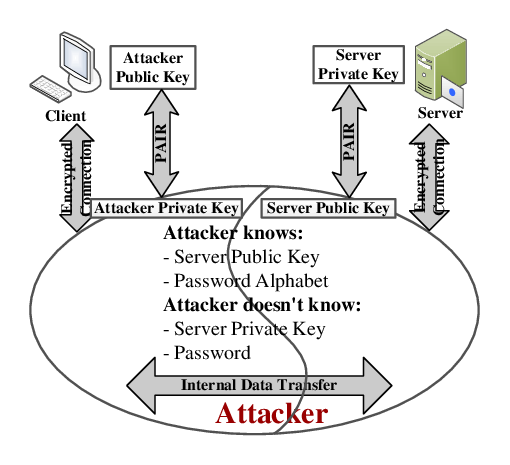 Attacker
Public Key
Server
Private Key
Client
Server
PAIR
PAIR
Encrypted
Connection
Encrypted
Connection
Attacker Private Key
Server Public Key
Attacker knows:
- Server Public Key
- Password Alphabet
Attacker doesn't know:
- Server Private Key
- Password
Internal Data Transfer
Attacker